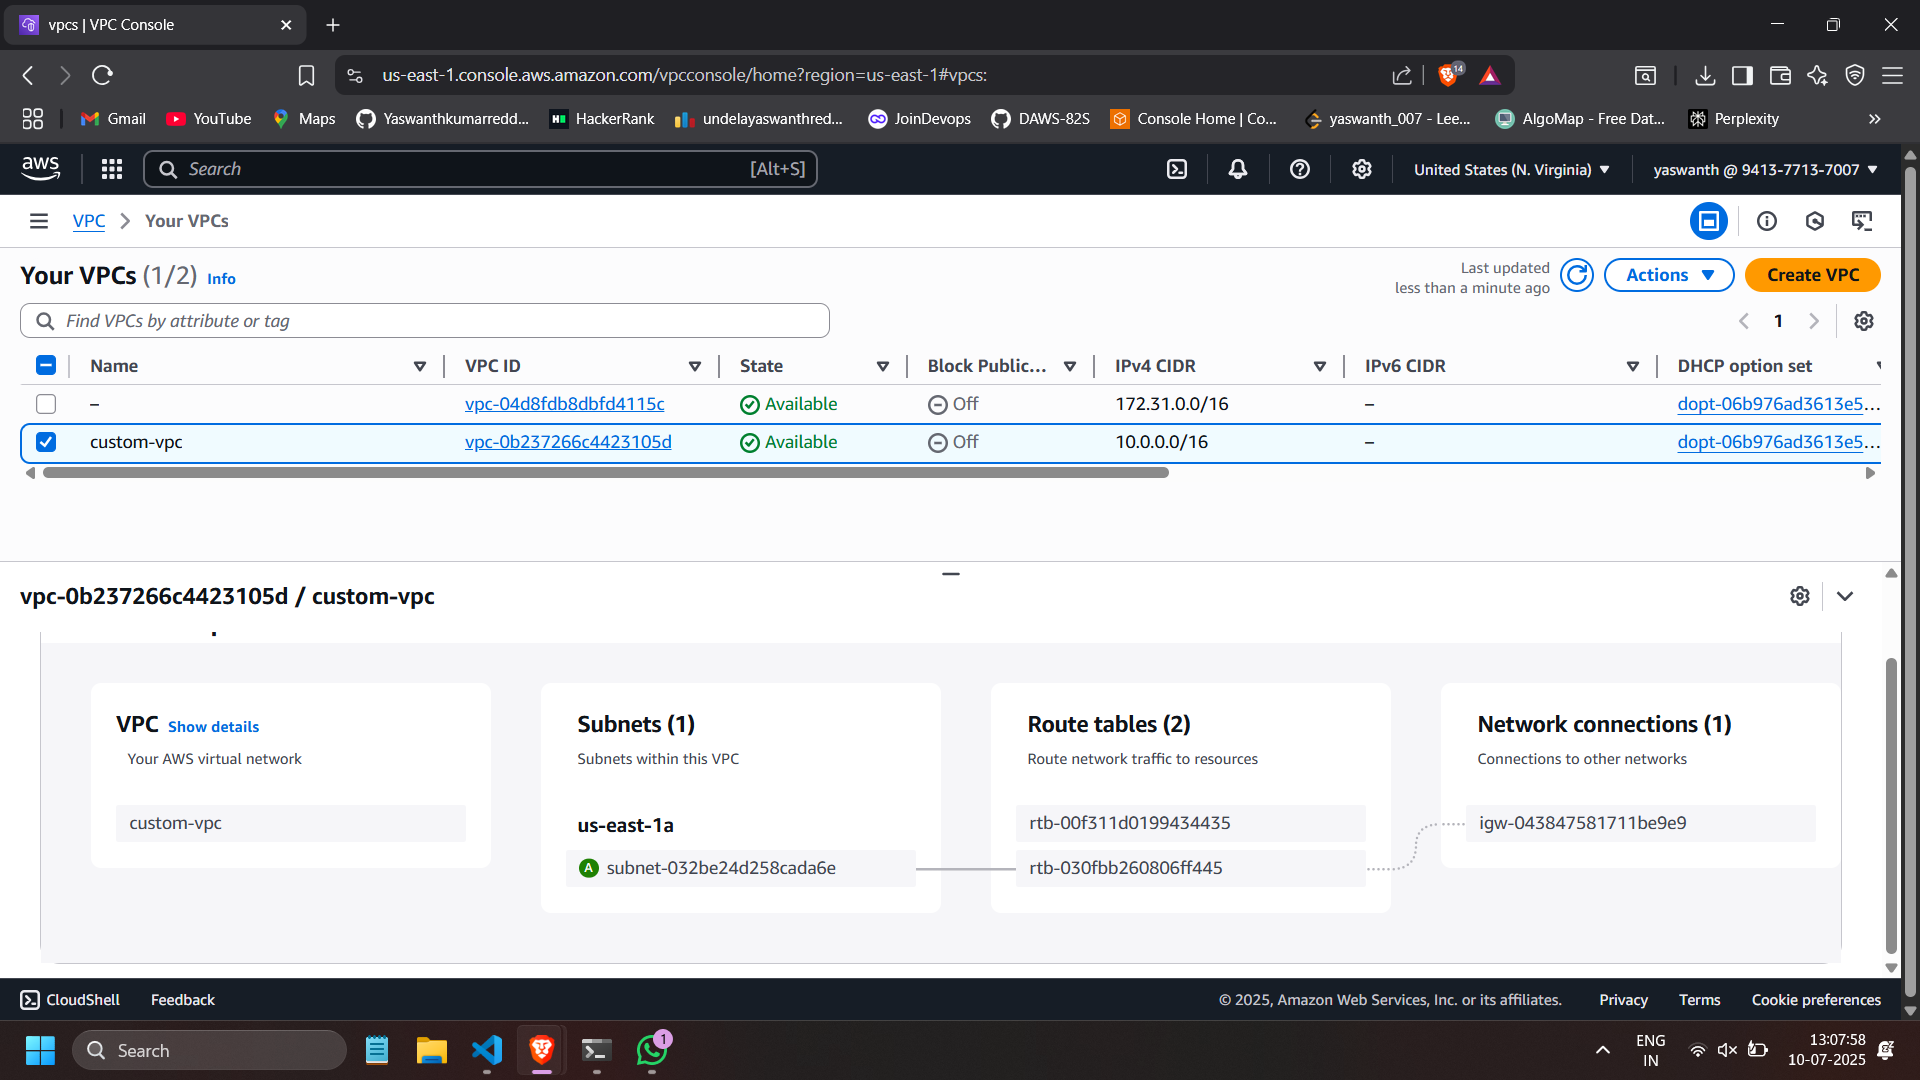 vpcs | VPC Console
us-east-1.console.aws.amazon.com/vpcconsole/home?region=us-east-1#vpcs:
14
Gmail
YouTube
Maps
Yaswanthkumarredd...
HackerRank
undelayaswanthred...
JoinDevops
DAWS-82S
Console Home | Co...
yaswanth_007 - Lee...
AlgoMap - Free Dat...
Perplexity
aws
Search
[Alt+S]
United States (N. Virginia)
yaswanth @ 9413-7713-7007
VPC
Your VPCs
Your VPCs (1/2) Info
Last updated
less than a minute ago
Actions
Create VPC
Find VPCs by attribute or tag
1
Name
VPC ID
State
Block Public...
IPv4 CIDR
IPv6 CIDR
DHCP option set
–
vpc-04d8fdb8dbfd4115c
Available
Off
172.31.0.0/16
–
dopt-06b976ad3613e5...
custom-vpc
vpc-0b237266c4423105d
Available
Off
10.0.0.0/16
–
dopt-06b976ad3613e5...
vpc-0b237266c4423105d / custom-vpc
VPC Show details
Your AWS virtual network
custom-vpc
Subnets (1)
Subnets within this VPC
us-east-1a
A subnet-032be24d258cada6e
Route tables (2)
Route network traffic to resources
rtb-00f311d0199434435
rtb-030fbb260806ff445
Network connections (1)
Connections to other networks
igw-043847581711be9e9
CloudShell
Feedback
© 2025, Amazon Web Services, Inc. or its affiliates.
Privacy
Terms
Cookie preferences
Search
1
ENG
IN
13:07:58
10-07-2025